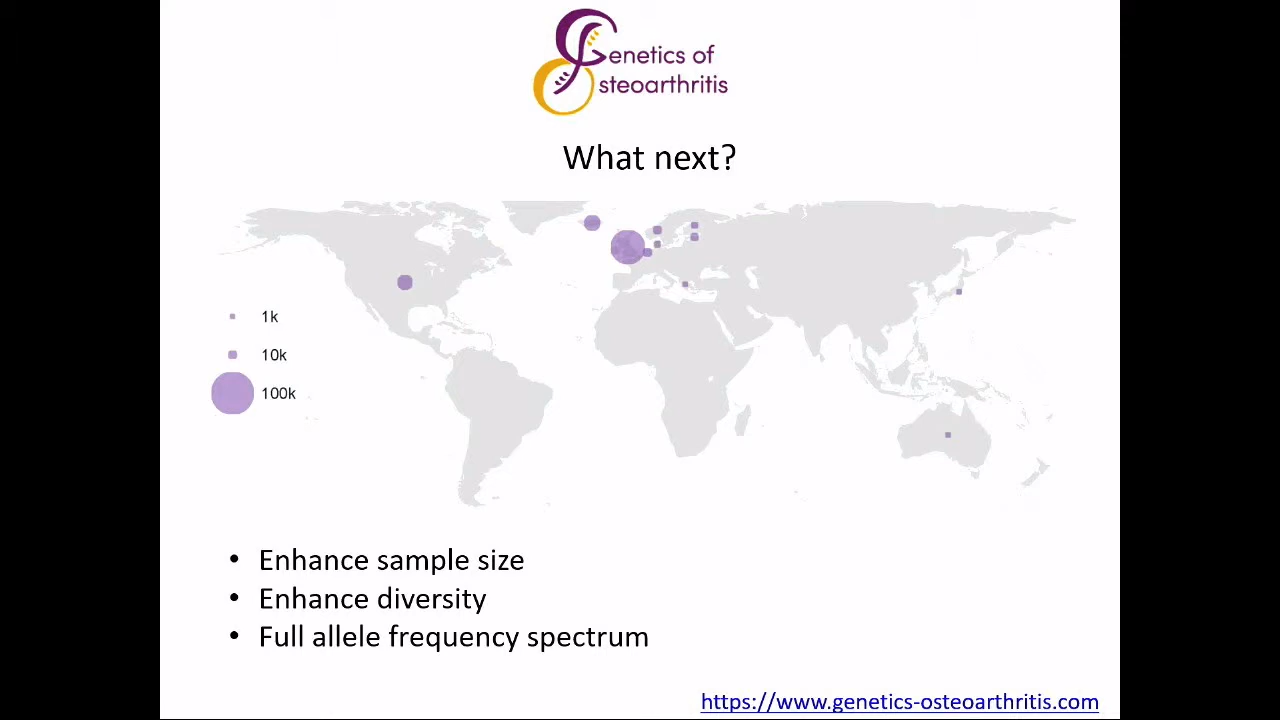 Genetics of
Osteoarthritis
What next?
1k
10k
100k
• Enhance sample size
• Enhance diversity
• Full allele frequency spectrum
https://www.genetics-osteoarthritis.com